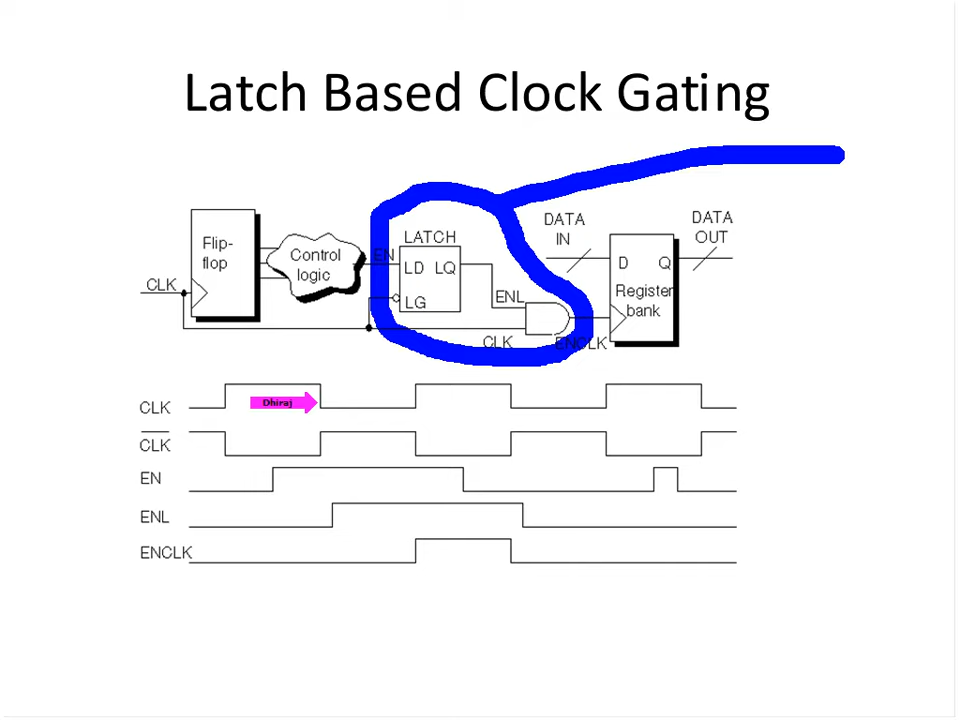 Latch Based Clock Gating
DATA IN
DATA OUT
Flip-flop
Control logic
EN
LATCH
LD LQ
LG
CLK
ENL
CLK
ENCLK
D Q
Register bank
CLK
Dhiraj
CLK
EN
ENL
ENCLK